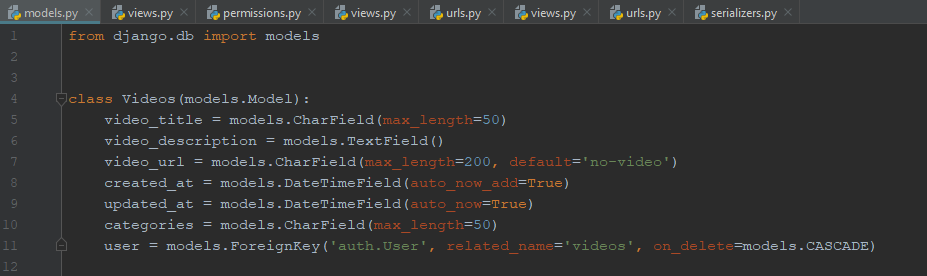 models.py views.py permissions.py views.py urls.py views.py urls.py serializers.py
1 from django.db import models
2
3
4 class Videos(models.Model):
5 video_title = models.CharField(max_length=50)
6 video_description = models.TextField()
7 video_url = models.CharField(max_length=200, default='no-video')
8 created_at = models.DateTimeField(auto_now_add=True)
9 updated_at = models.DateTimeField(auto_now=True)
10 categories = models.CharField(max_length=50)
11 user = models.ForeignKey('auth.User', related_name='videos', on_delete=models.CASCADE)
12